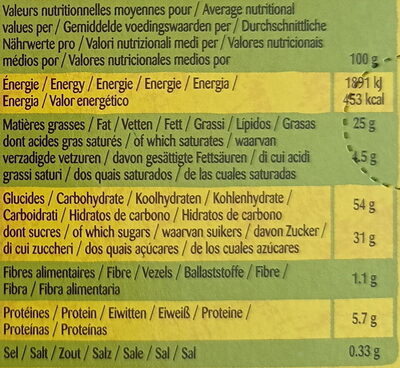 Valeurs nutritionnelles moyennes pour / Average nutritional
values per / Gemiddelde voedingswaarden per / Durchschnittliche
Nährwerte pro / Valori nutrizionali medi per / Valores nutricionais
médios por / Valores nutricionales medios por 100 g
Énergie / Energy / Energie / Energie / Energia / 1891 kJ
Energia / Valor energético 453 kcal
Matières grasses / Fat / Vetten / Fett / Grassi / Lípidos / Grasas 25 g
dont acides gras saturés / of which saturates / waarvan
verzadigde vetzuren / davon gesättigte Fettsäuren / di cui acidi 4.5 g
grassi saturi / dos quais saturados / de las cuales saturadas
Glucides / Carbohydrate / Koolhydraten / Kohlenhydrate / 54 g
Carboidrati / Hidratos de carbono / Hidratos de carbono
dont sucres / of which sugars / waarvan suikers / davon Zucker / 31 g
di cui zuccheri / dos quais açúcares / de los cuales azúcares
Fibres alimentaires / Fibre / Vezels / Ballaststoffe / Fibre / 1.1 g
Fibra / Fibra alimentaria
Protéines / Protein / Eiwitten / Eiweiß / Proteine / 5.7 g
Proteínas / Proteínas
Sel / Salt / Zout / Salz / Sale / Sal / Sal 0.33 g